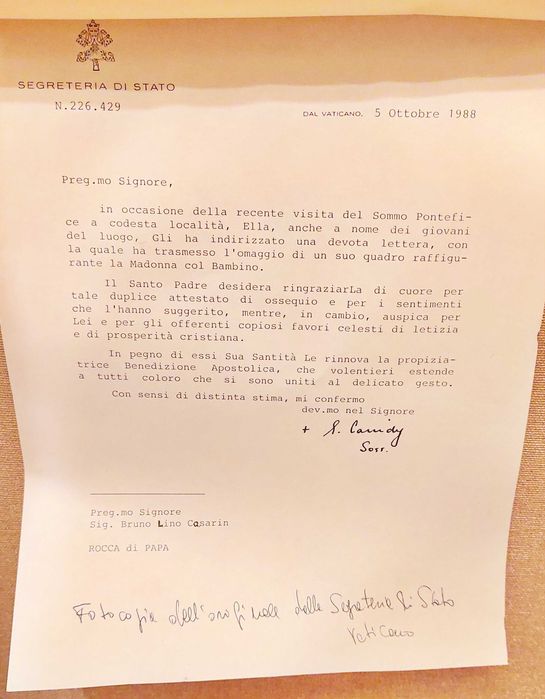 SEGRETERIA DI STATO
N.226.429
DAL VATICANO, 5 Ottobre 1988
Preg.mo Signore,
in occasione della recente visita del Sommo Pontefi-
ce a codesta località, Ella, anche a nome dei giovani
del luogo, Gli ha indirizzato una devota lettera, con
la quale ha trasmesso l'omaggio di un suo quadro raffigu-
rante la Madonna col Bambino.
Il Santo Padre desidera ringraziarLa di cuore per
tale duplice attestato di ossequio e per i sentimenti
che l'hanno suggerito, mentre, in cambio, auspica per
Lei e per gli offerenti copiosi favori celesti di letizia
e di prosperità cristiana.
In pegno di essi Sua Santità Le rinnova la propizia-
trice Benedizione Apostolica, che volentieri estende
a tutti coloro che si sono uniti al delicato gesto.
Con sensi di distinta stima, mi confermo
dev.mo nel Signore
+ E. Cassidy
Sost.
Preg.mo Signore
Sig. Bruno Lino Casarin
ROCCA di PAPA
Fotocopia dell'originale della Segreteria di Stato
Vaticano